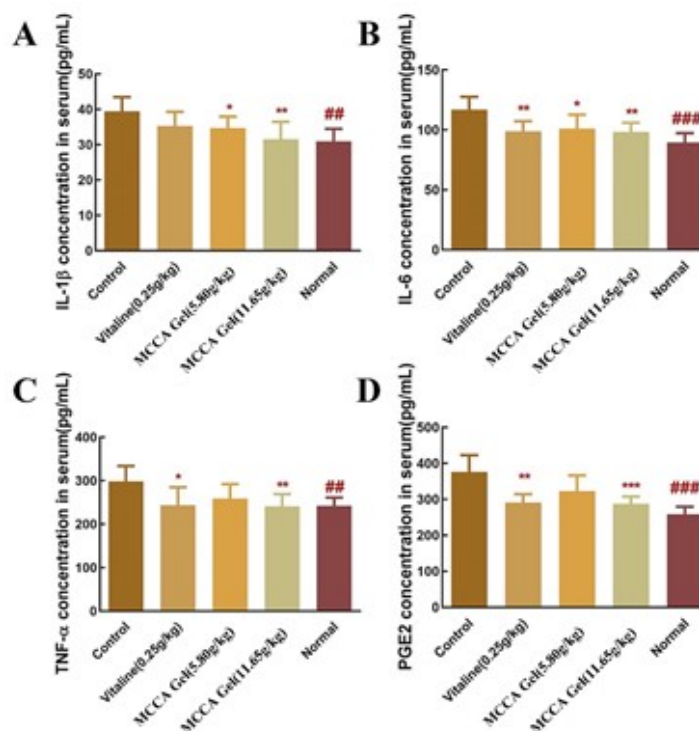 A
IL-1β concentration in serum(pg/mL)
50
40
30
20
10
0
*
**
##
Control
Vitaline(0.25g/kg)
MCCA Gel(5.80g/kg)
MCCA Gel(11.65g/kg)
Normal
B
IL-6 concentration in serum(pg/mL)
150
100
50
0
**
*
**
###
Control
Vitaline(0.25g/kg)
MCCA Gel(5.80g/kg)
MCCA Gel(11.65g/kg)
Normal
C
TNF-α concentration in serum(pg/mL)
400
300
200
100
0
*
**
##
Control
Vitaline(0.25g/kg)
MCCA Gel(5.80g/kg)
MCCA Gel(11.65g/kg)
Normal
D
PGE2 concentration in serum(pg/mL)
500
400
300
200
100
0
**
***
###
Control
Vitaline(0.25g/kg)
MCCA Gel(5.80g/kg)
MCCA Gel(11.65g/kg)
Normal